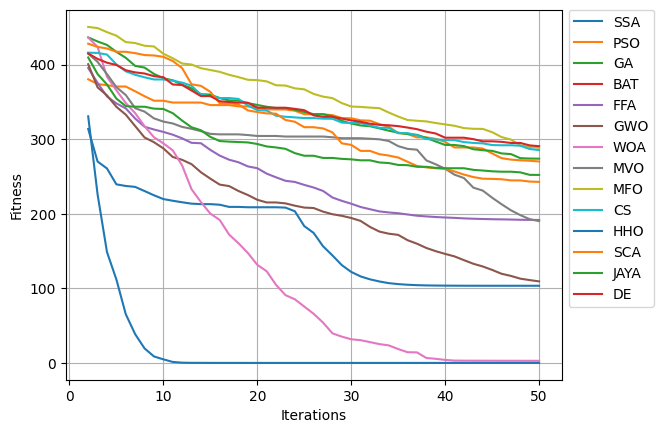 Fitness
400
300
200
100
0
0
10
20
30
40
50
Iterations
SSA
PSO
GA
BAT
FFA
GWO
WOA
MVO
MFO
CS
HHO
SCA
JAYA
DE